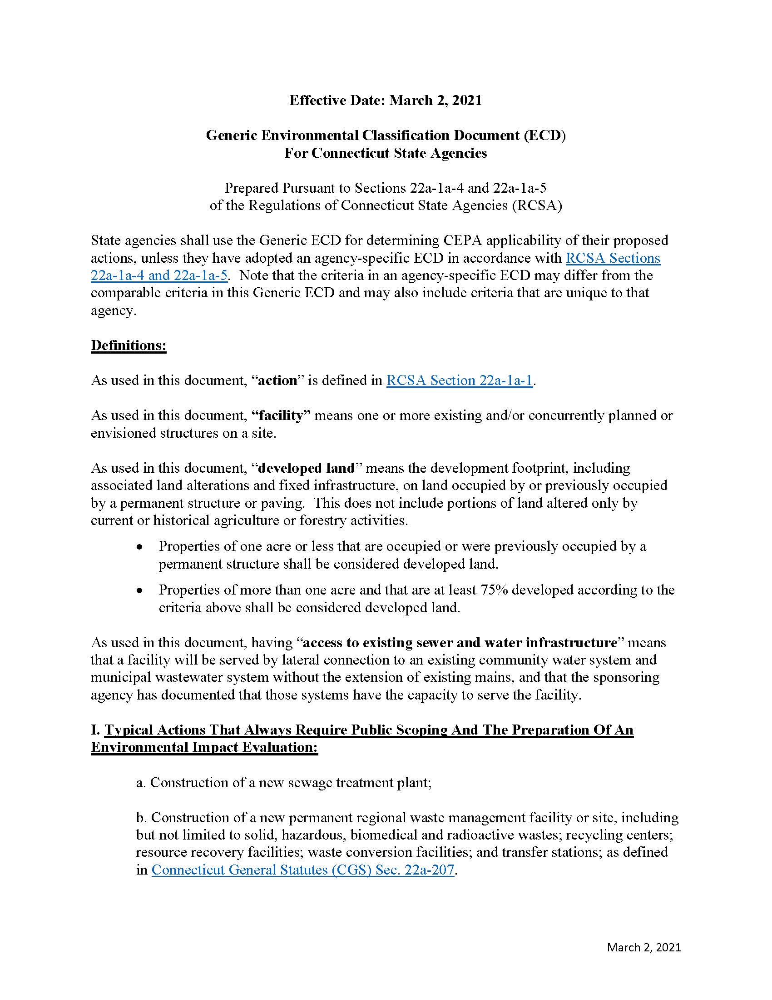 Effective Date: March 2, 2021
Generic Environmental Classification Document (ECD)
For Connecticut State Agencies
Prepared Pursuant to Sections 22a-1a-4 and 22a-1a-5
of the Regulations of Connecticut State Agencies (RCSA)
State agencies shall use the Generic ECD for determining CEPA applicability of their proposed
actions, unless they have adopted an agency-specific ECD in accordance with RCSA Sections
22a-1a-4 and 22a-1a-5.  Note that the criteria in an agency-specific ECD may differ from the
comparable criteria in this Generic ECD and may also include criteria that are unique to that
agency.
Definitions:
As used in this document, “action” is defined in RCSA Section 22a-1a-1.
As used in this document, “facility” means one or more existing and/or concurrently planned or
envisioned structures on a site.
As used in this document, “developed land” means the development footprint, including
associated land alterations and fixed infrastructure, on land occupied by or previously occupied
by a permanent structure or paving.  This does not include portions of land altered only by
current or historical agriculture or forestry activities.
• Properties of one acre or less that are occupied or were previously occupied by a
permanent structure shall be considered developed land.
• Properties of more than one acre and that are at least 75% developed according to the
criteria above shall be considered developed land.
As used in this document, having “access to existing sewer and water infrastructure” means
that a facility will be served by lateral connection to an existing community water system and
municipal wastewater system without the extension of existing mains, and that the sponsoring
agency has documented that those systems have the capacity to serve the facility.
I. Typical Actions That Always Require Public Scoping And The Preparation Of An
Environmental Impact Evaluation:
a. Construction of a new sewage treatment plant;
b. Construction of a new permanent regional waste management facility or site, including
but not limited to solid, hazardous, biomedical and radioactive wastes; recycling centers;
resource recovery facilities; waste conversion facilities; and transfer stations; as defined
in Connecticut General Statutes (CGS) Sec. 22a-207.
March 2, 2021